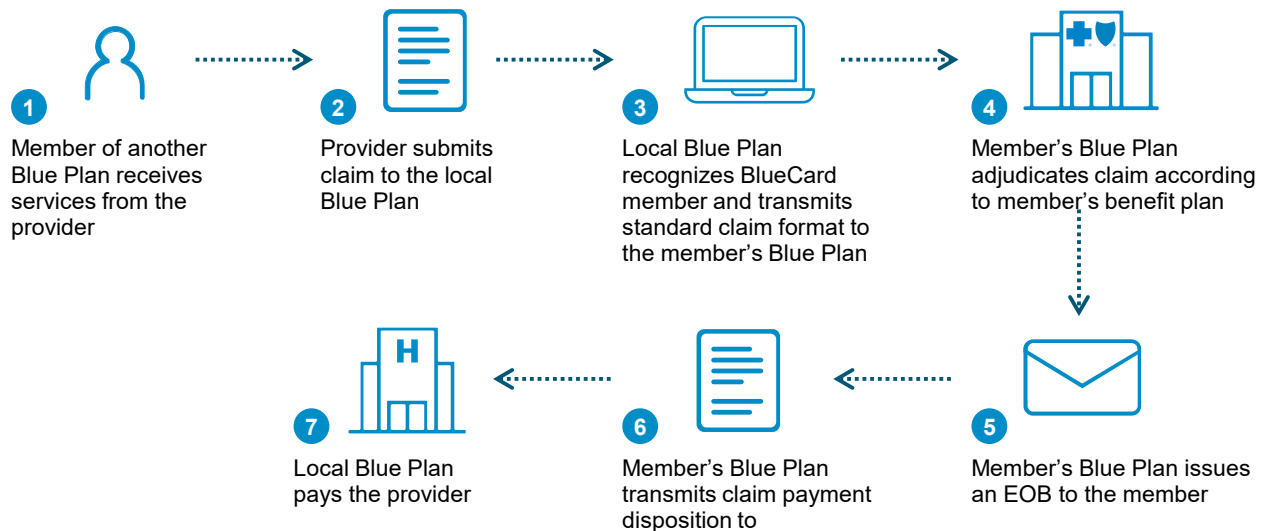 1
Member of another
Blue Plan receives
services from the
provider
2
Provider submits
claim to the local
Blue Plan
3
Local Blue Plan
recognizes BlueCard
member and transmits
standard claim format to
the member's Blue Plan
4
Member's Blue Plan
adjudicates claim according
to member's benefit plan
H
7
Local Blue Plan
pays the provider
6
Member's Blue Plan
transmits claim payment
disposition to
5
Member's Blue Plan issues
an EOB to the member